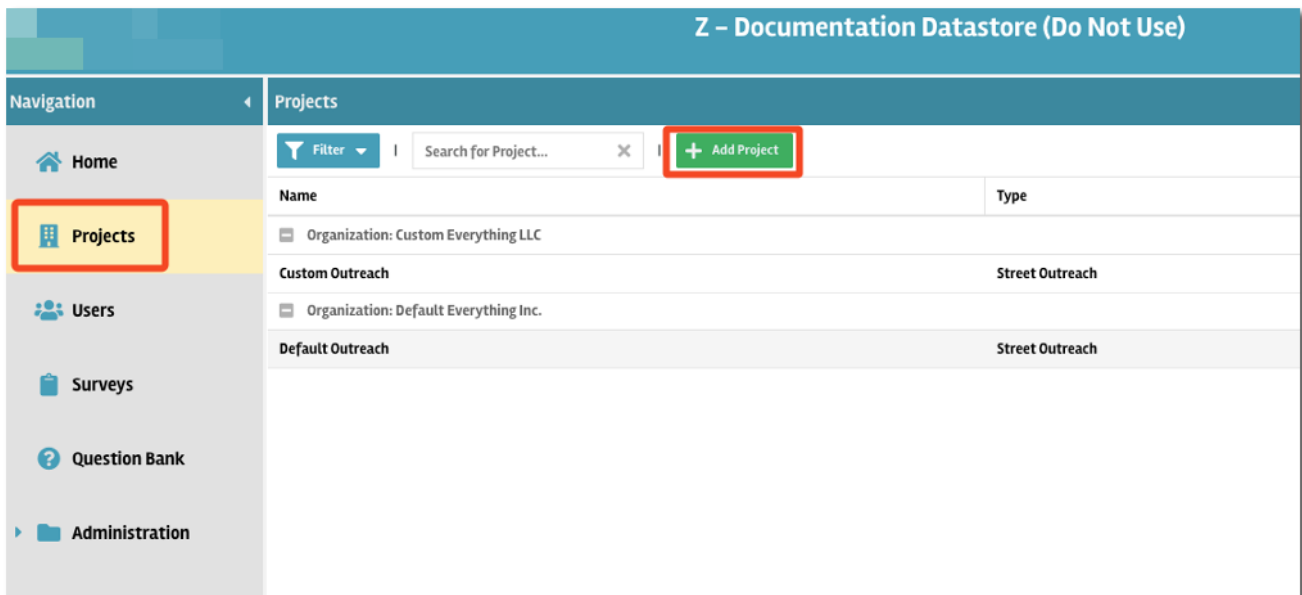 Z – Documentation Datastore (Do Not Use)
Navigation
Projects
Home
Projects
Users
Surveys
Question Bank
Administration
Filter | Search for Project... | Add Project
Name Type
Organization: Custom Everything LLC
Custom Outreach Street Outreach
Organization: Default Everything Inc.
Default Outreach Street Outreach